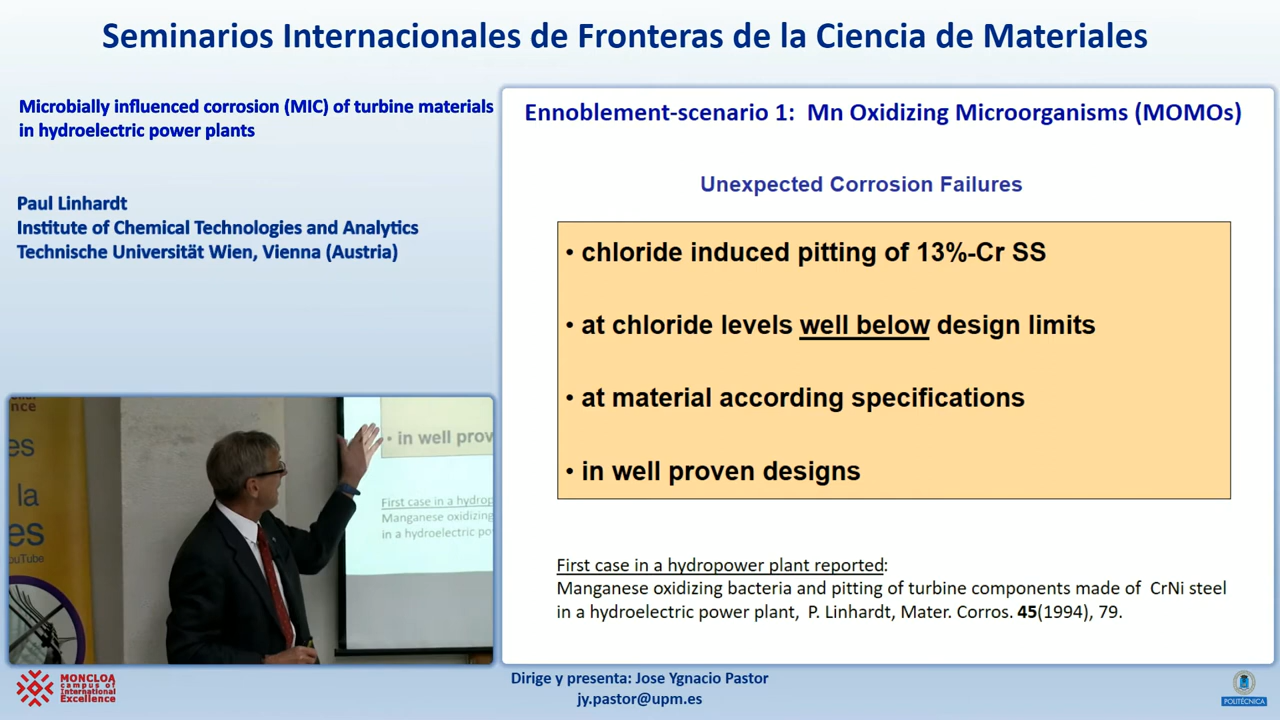 Seminarios Internacionales de Fronteras de la Ciencia de Materiales
Microbially influenced corrosion (MIC) of turbine materials
in hydroelectric power plants
Paul Linhardt
Institute of Chemical Technologies and Analytics
Technische Universität Wien, Vienna (Austria)
Ennoblement-scenario 1: Mn Oxidizing Microorganisms (MOMOs)
Unexpected Corrosion Failures
• chloride induced pitting of 13%-Cr SS
• at chloride levels well below design limits
• at material according specifications
• in well proven designs
First case in a hydropower plant reported:
Manganese oxidizing bacteria and pitting of turbine components made of CrNi steel
in a hydroelectric power plant, P. Linhardt, Mater. Corros. 45(1994), 79.
nce
es
la
es
ouTube
• in well prov
First case in a hydrop
Manganese oxidizing
in a hydroelectric po
MONCLOA
campus of
International
Excellence
Dirige y presenta: Jose Ygnacio Pastor
jy.pastor@upm.es
POLITÉCNICA